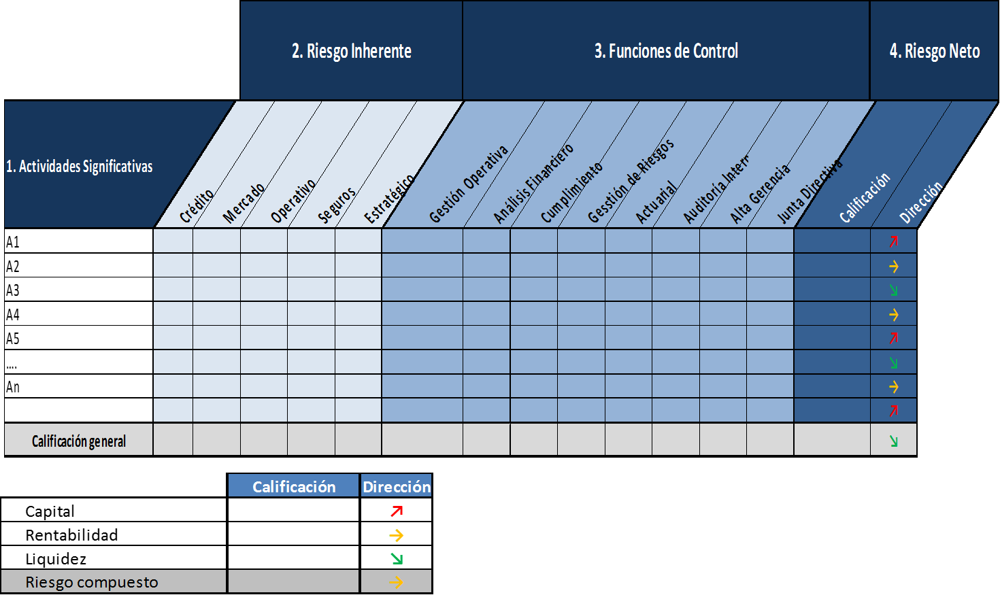 2. Riesgo Inherente
3. Funciones de Control
4. Riesgo Neto
1. Actividades Significativas
Crédito
Mercado
Operativo
Seguros
Estratégico
Gestión Operativa
Análisis Financiero
Cumplimiento
Gesstión de Riesgos
Actuarial
Auditoría Interr
Alta Gerencia
Junta Directiva
Calificación
Dirección
A1
A2
A3
A4
A5
....
An
Calificación general
Calificación Dirección
Capital
Rentabilidad
Liquidez
Riesgo compuesto